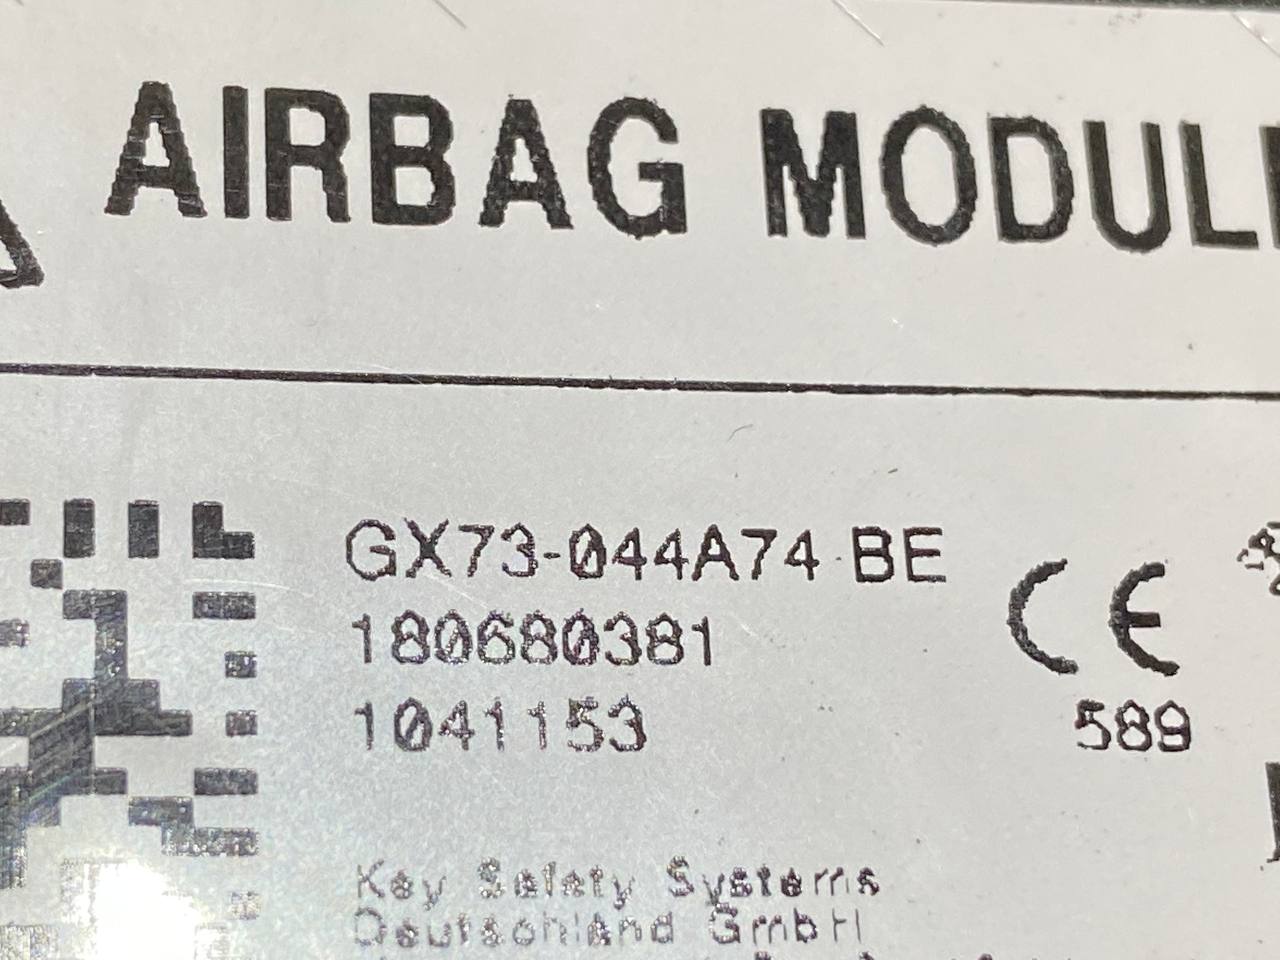 AIRBAG MODUL
GX73-044A74 BE
180680381
1041153
CE
589
Key Safety Systems
Deutschland GmbH